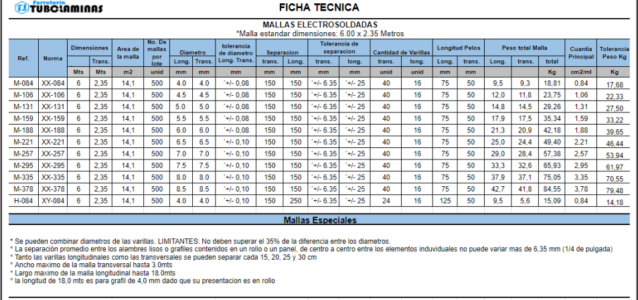 Ferretería
TUBOLAMINAS
FICHA TECNICA
MALLAS ELECTROSOLDADAS
*Malla estandar dimensiones: 6.00 x 2.35 Metros
Ref. Norma Dimensiones Area de la malla No. De mallas por lote Diametro tolerancia de diametro Separacion Tolerancia de separacion Cantidad de Varillas Longitud Pelos Peso total Malla Cuantia Principal Tolerancia Peso Kg
Long. Trans. Long. Trans. Long. Trans. trans. Long. trans. Long. trans. Long. Long. trans. Long. trans. total
Mts Mts m2 unid mm mm mm mm mm mm mm unid unid mm mm Kg cm2/ml
M-084 XX-084 6 2,35 14,1 500 4.0 4.0 '+/- 0,08 150 150 '+/- 6.35 '+/- 25 40 16 75 50 9,5 9,3 18,81 0,84 17,68
M-106 XX-106 6 2,35 14,1 500 4.5 4.5 '+/- 0,08 150 150 '+/- 6.35 '+/- 25 40 16 75 50 12,0 11,8 23,75 1,06 22,33
M-131 XX-131 6 2,35 14,1 500 5.0 5.0 '+/- 0,08 150 150 '+/- 6.35 '+/- 25 40 16 75 50 14,8 14,5 29,26 1,31 27,50
M-159 XX-159 6 2,35 14,1 500 5.5 5.5 '+/- 0,08 150 150 '+/- 6.35 '+/- 25 40 16 75 50 17,9 17,5 35,34 1,59 33,22
M-188 XX-188 6 2,35 14,1 500 6.0 6.0 '+/- 0,08 150 150 '+/- 6.35 '+/- 25 40 16 75 50 21,3 20,9 42,18 1,88 39,65
M-221 XX-221 6 2,35 14,1 500 6.5 6.5 '+/- 0,10 150 150 '+/- 6.35 '+/- 25 40 16 75 50 25,0 24,4 49,40 2,21 46,44
M-257 XX-257 6 2,35 14,1 500 7.0 7.0 '+/- 0,10 150 150 '+/- 6.35 '+/- 25 40 16 75 50 29,0 28,4 57,38 2,57 53,94
M-295 XX-295 6 2,35 14,1 500 7.5 7.5 '+/- 0,10 150 150 '+/- 6.35 '+/- 25 40 16 75 50 33,3 32,6 65,93 2,95 61,97
M-335 XX-335 6 2,35 14,1 500 8.0 8.0 '+/- 0,10 150 150 '+/- 6.35 '+/- 25 40 16 75 50 37,9 37,1 75,05 3,35 70,55
M-378 XX-378 6 2,35 14,1 500 8.5 8.5 '+/- 0,10 150 150 '+/- 6.35 '+/- 25 40 16 75 50 42,7 41,8 84,55 3,78 79,48
H-084 XY-084 6 2,35 14,1 500 4.0 4.0 '+/- 0,10 150 250 '+/- 6.35 '+/- 25 24 16 125 50 9,5 5,6 15,09 0,84 14,18
Mallas Especiales
* Se pueden combinar diametros de las varillas. LIMITANTES: No deben superar el 35% de la diferencia entre los diametros.
* La separación promedio entre los alambres lisos o grafiles contenidos en un rollo o un panel, de centro a centro entre los elementos induviduales no puede variar mas de 6,35 mm (1/4 de pulgada)
* Tanto las varillas longitudinales como las transversales se pueden separar cada 15, 20, 25 y 30 cm
* Ancho maximo de la malla transversal hasta 3.0mts
* Largo maximo de la malla longitudinal hasta 18.0mts
* la longitud de 18,0 mts es para grafil de 4,0 mm dado que su presentacion es en rollo